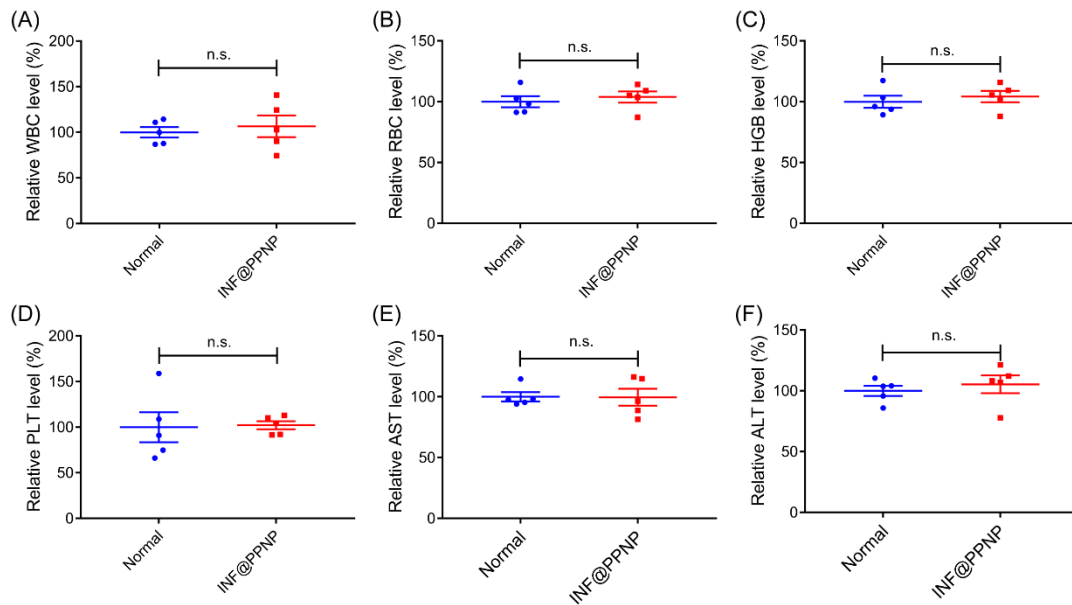 (A)
Relative WBC level (%)
200
150
100
50
0
n.s.
Normal
INF@PPNP
(B)
Relative RBC level (%)
150
100
50
0
n.s.
Normal
INF@PPNP
(C)
Relative HGB level (%)
150
100
50
0
n.s.
Normal
INF@PPNP
(D)
Relative PLT level (%)
200
150
100
50
0
n.s.
Normal
INF@PPNP
(E)
Relative AST level (%)
150
100
50
0
n.s.
Normal
INF@PPNP
(F)
Relative ALT level (%)
150
100
50
0
n.s.
Normal
INF@PPNP